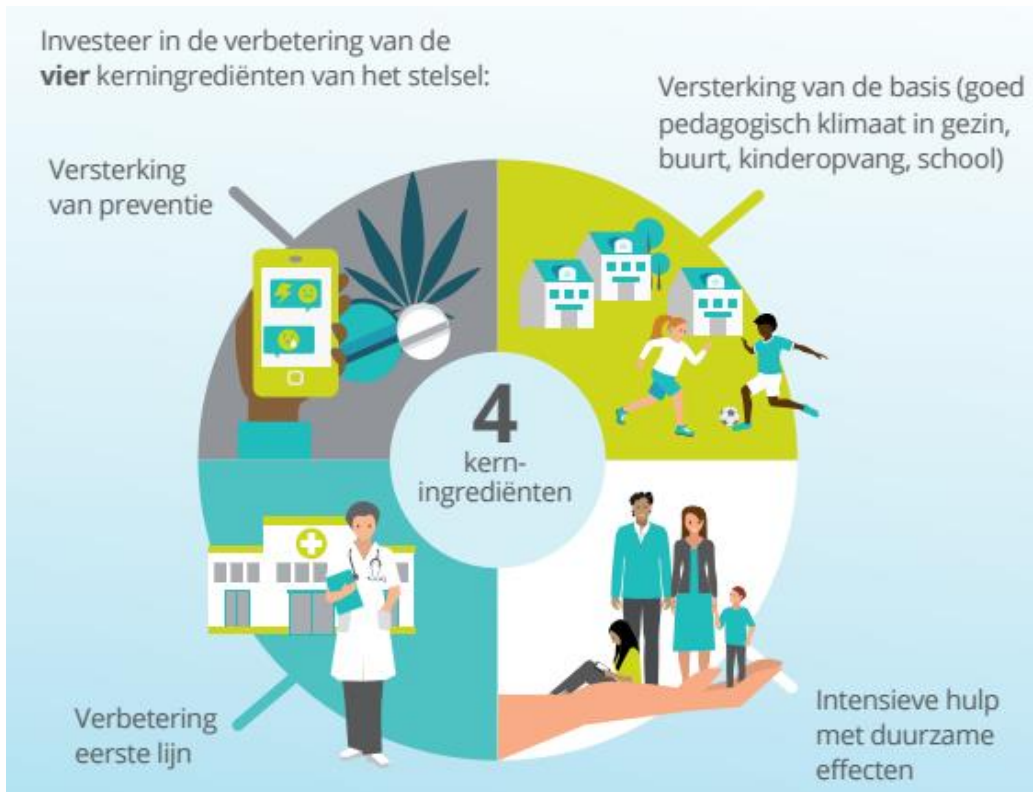 Investeer in de verbetering van de
vier kerningrediënten van het stelsel:
Versterking van de basis (goed
pedagogisch klimaat in gezin,
buurt, kinderopvang, school)
Versterking
van preventie
4
kern-
ingrediënten
Verbetering
eerste lijn
Intensieve hulp
met duurzame
effecten